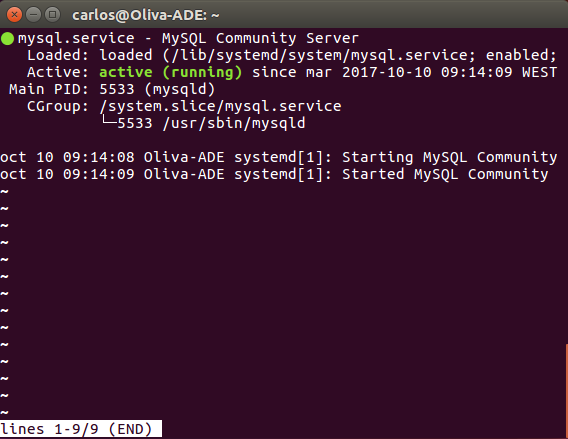 carlos@Oliva-ADE: ~
● mysql.service - MySQL Community Server
   Loaded: loaded (/lib/systemd/system/mysql.service; enabled;
   Active: active (running) since mar 2017-10-10 09:14:09 WEST
 Main PID: 5533 (mysqld)
   CGroup: /system.slice/mysql.service
           └─5533 /usr/sbin/mysqld

oct 10 09:14:08 Oliva-ADE systemd[1]: Starting MySQL Community
oct 10 09:14:09 Oliva-ADE systemd[1]: Started MySQL Community
~
~
~
~
~
~
~
~
~
~
~
~
~
~
lines 1-9/9 (END)